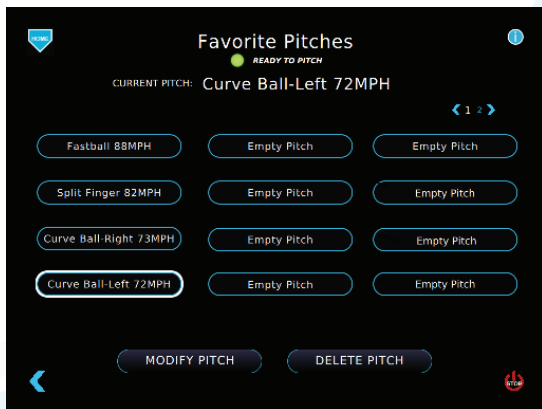 HOME
Favorite Pitches
READY TO PITCH
CURRENT PITCH: Curve Ball-Left 72MPH
1 2
Fastball 88MPH Empty Pitch Empty Pitch
Split Finger 82MPH Empty Pitch Empty Pitch
Curve Ball-Right 73MPH Empty Pitch Empty Pitch
Curve Ball-Left 72MPH Empty Pitch Empty Pitch
MODIFY PITCH DELETE PITCH
STOP